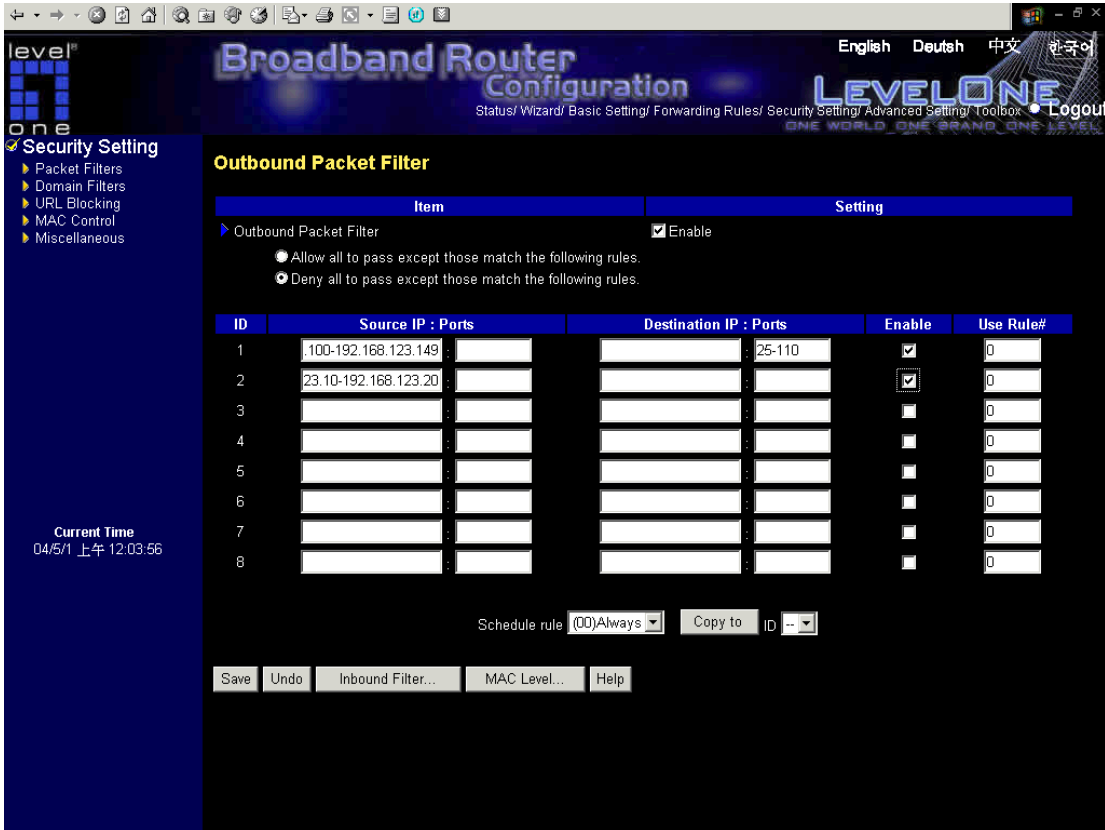 level®
one
Broadband Router
Configuration
English Deutsh 中文 한국어
LEVELONE
Status/ Wizard/ Basic Setting/ Forwarding Rules/ Security Setting/ Advanced Setting/ Toolbox Logout
ONE WORLD_ONE BRAND_ONE LEVEL
Security Setting
Packet Filters
Domain Filters
URL Blocking
MAC Control
Miscellaneous
Current Time
04/5/1 上午 12:03:56
Outbound Packet Filter
Item Setting
Outbound Packet Filter Enable
Allow all to pass except those match the following rules.
Deny all to pass except those match the following rules.
ID Source IP : Ports Destination IP : Ports Enable Use Rule#
1 .100-192.168.123.149 : : 25-110 0
2 23.10-192.168.123.20 : : 0
3 : : 0
4 : : 0
5 : : 0
6 : : 0
7 : : 0
8 : : 0
Schedule rule (00)Always Copy to ID --
Save Undo Inbound Filter... MAC Level... Help